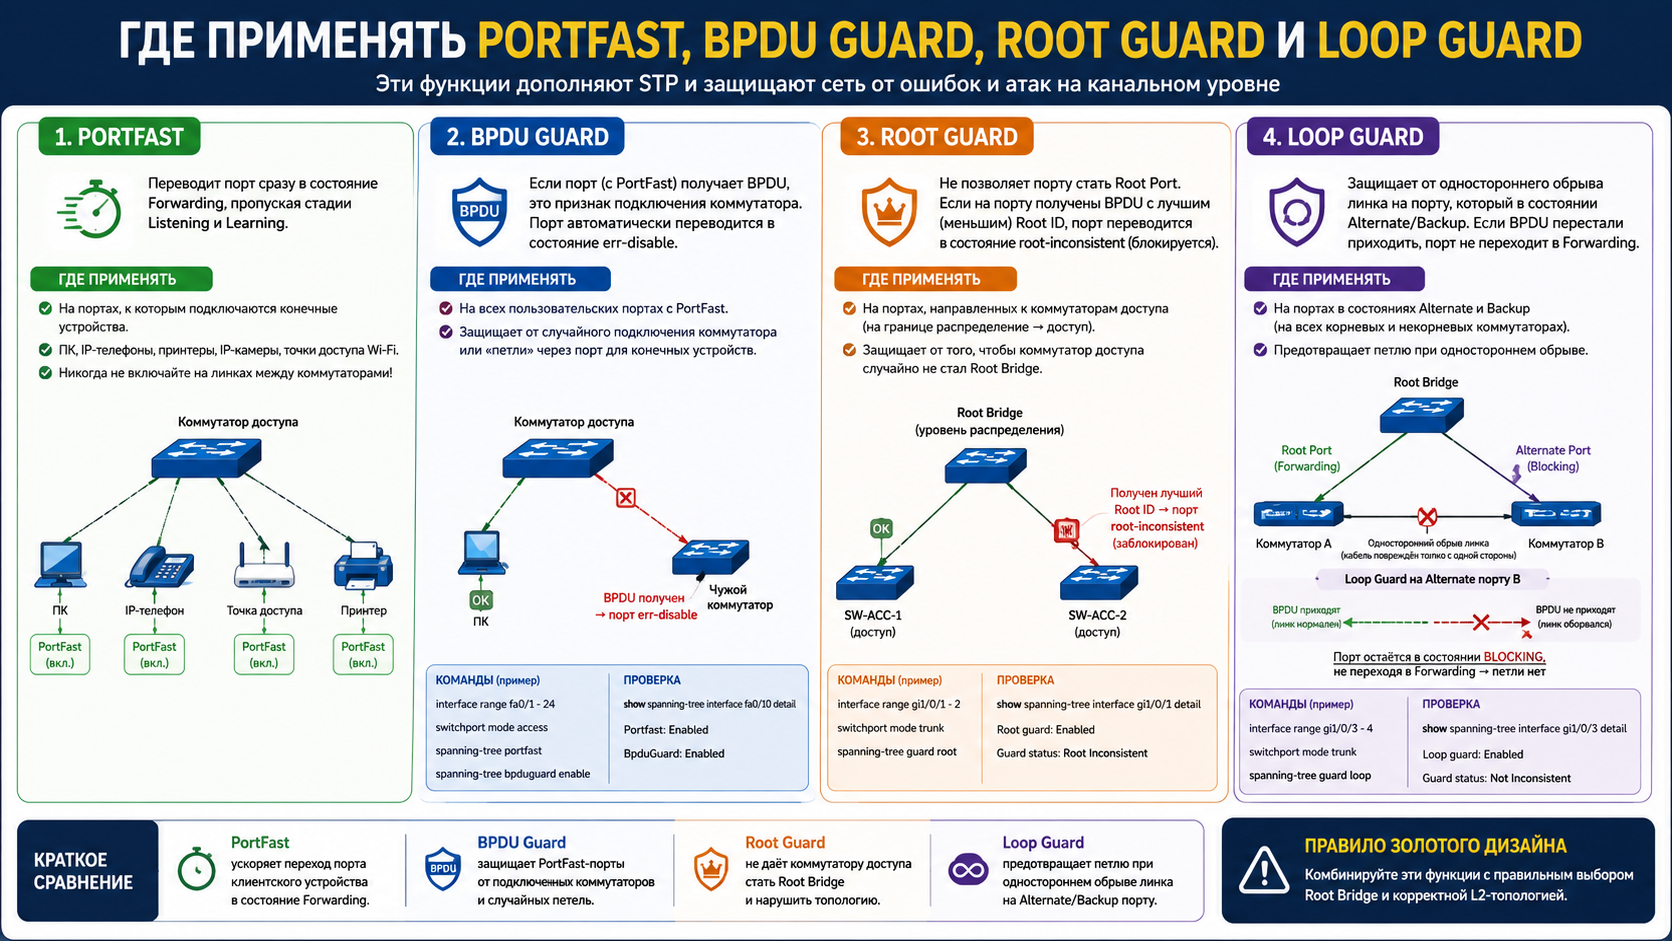 ГДЕ ПРИМЕНЯТЬ PORTFAST, BPDU GUARD, ROOT GUARD И LOOP GUARD
Эти функции дополняют STP и защищают сеть от ошибок и атак на канальном уровне
1. PORTFAST
Переводит порт сразу в состояние
Forwarding, пропуская стадии
Listening и Learning.
ГДЕ ПРИМЕНЯТЬ
На портах, к которым подключаются конечные
устройства.
ПК, IP-телефоны, принтеры, IP-камеры, точки доступа Wi-Fi.
Никогда не включайте на линках между коммутаторами!
Коммутатор доступа
ПК
IP-телефон
Точка доступа
Принтер
PortFast
(вкл.)
PortFast
(вкл.)
PortFast
(вкл.)
PortFast
(вкл.)
2. BPDU GUARD
BPDU
Если порт (с PortFast) получает BPDU,
это признак подключения коммутатора.
Порт автоматически переводится в
состояние err-disable.
ГДЕ ПРИМЕНЯТЬ
На всех пользовательских портах с PortFast.
Защищает от случайного подключения коммутатора
или «петли» через порт для конечных устройств.
Коммутатор доступа
OK
ПК
BPDU получен
→ порт err-disable
Чужой
коммутатор
КОМАНДЫ (пример)
interface range fa0/1 - 24
switchport mode access
spanning-tree portfast
spanning-tree bpduguard enable
ПРОВЕРКА
show spanning-tree interface fa0/10 detail
Portfast: Enabled
BpduGuard: Enabled
3. ROOT GUARD
Не позволяет порту стать Root Port.
Если на порту получены BPDU с лучшим
(меньшим) Root ID, порт переводится
в состояние root-inconsistent (блокируется).
ГДЕ ПРИМЕНЯТЬ
На портах, направленных к коммутаторам доступа
(на границе распределение → доступ).
Защищает от того, чтобы коммутатор доступа
случайно не стал Root Bridge.
Root Bridge
(уровень распределения)
OK
Получен лучший
Root ID → порт
root-inconsistent
(заблокирован)
SW-ACC-1
(доступ)
SW-ACC-2
(доступ)
КОМАНДЫ (пример)
interface range gi1/0/1 - 2
switchport mode trunk
spanning-tree guard root
ПРОВЕРКА
show spanning-tree interface gi1/0/1 detail
Root guard: Enabled
Guard status: Root Inconsistent
4. LOOP GUARD
Защищает от одностороннего обрыва
линка на порту, который в состоянии
Alternate/Backup. Если BPDU перестали
приходить, порт не переходит в Forwarding.
ГДЕ ПРИМЕНЯТЬ
На портах в состояниях Alternate и Backup
(на всех корневых и некорневых коммутаторах).
Предотвращает петлю при одностороннем обрыве.
Root Bridge
Root Port
(Forwarding)
Alternate Port
(Blocking)
Коммутатор A
Односторонний обрыв линка
(кабель повреждён только с одной стороны)
Коммутатор B
Loop Guard на Alternate порту B
BPDU приходят
(линк нормален)
BPDU не приходят
(линк оборвался)
Порт остаётся в состоянии BLOCKING,
не переходя в Forwarding → петли нет
КОМАНДЫ (пример)
interface range gi1/0/3 - 4
switchport mode trunk
spanning-tree guard loop
ПРОВЕРКА
show spanning-tree interface gi1/0/3 detail
Loop guard: Enabled
Guard status: Not Inconsistent
КРАТКОЕ
СРАВНЕНИЕ
PortFast
ускоряет переход порта
клиентского устройства
в состояние Forwarding.
BPDU
BPDU Guard
защищает PortFast-порты
от подключенных коммутаторов
и случайных петель.
Root Guard
не даёт коммутатору доступа
стать Root Bridge
и нарушить топологию.
Loop Guard
предотвращает петлю при
одностороннем обрыве линка
на Alternate/Backup порту.
ПРАВИЛО ЗОЛОТОГО ДИЗАЙНА
Комбинируйте эти функции с правильным выбором
Root Bridge и корректной L2-топологией.